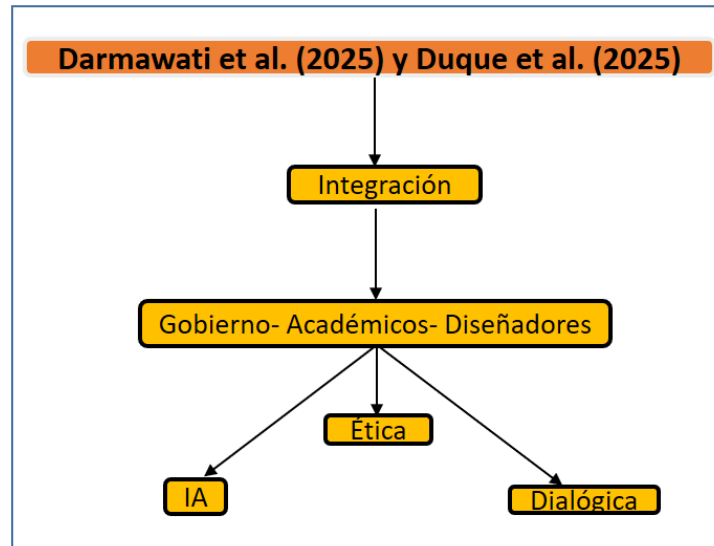 Darmawati et al. (2025) y Duque et al. (2025)
Integración
Gobierno- Académicos- Diseñadores
Ética
IA
Dialógica